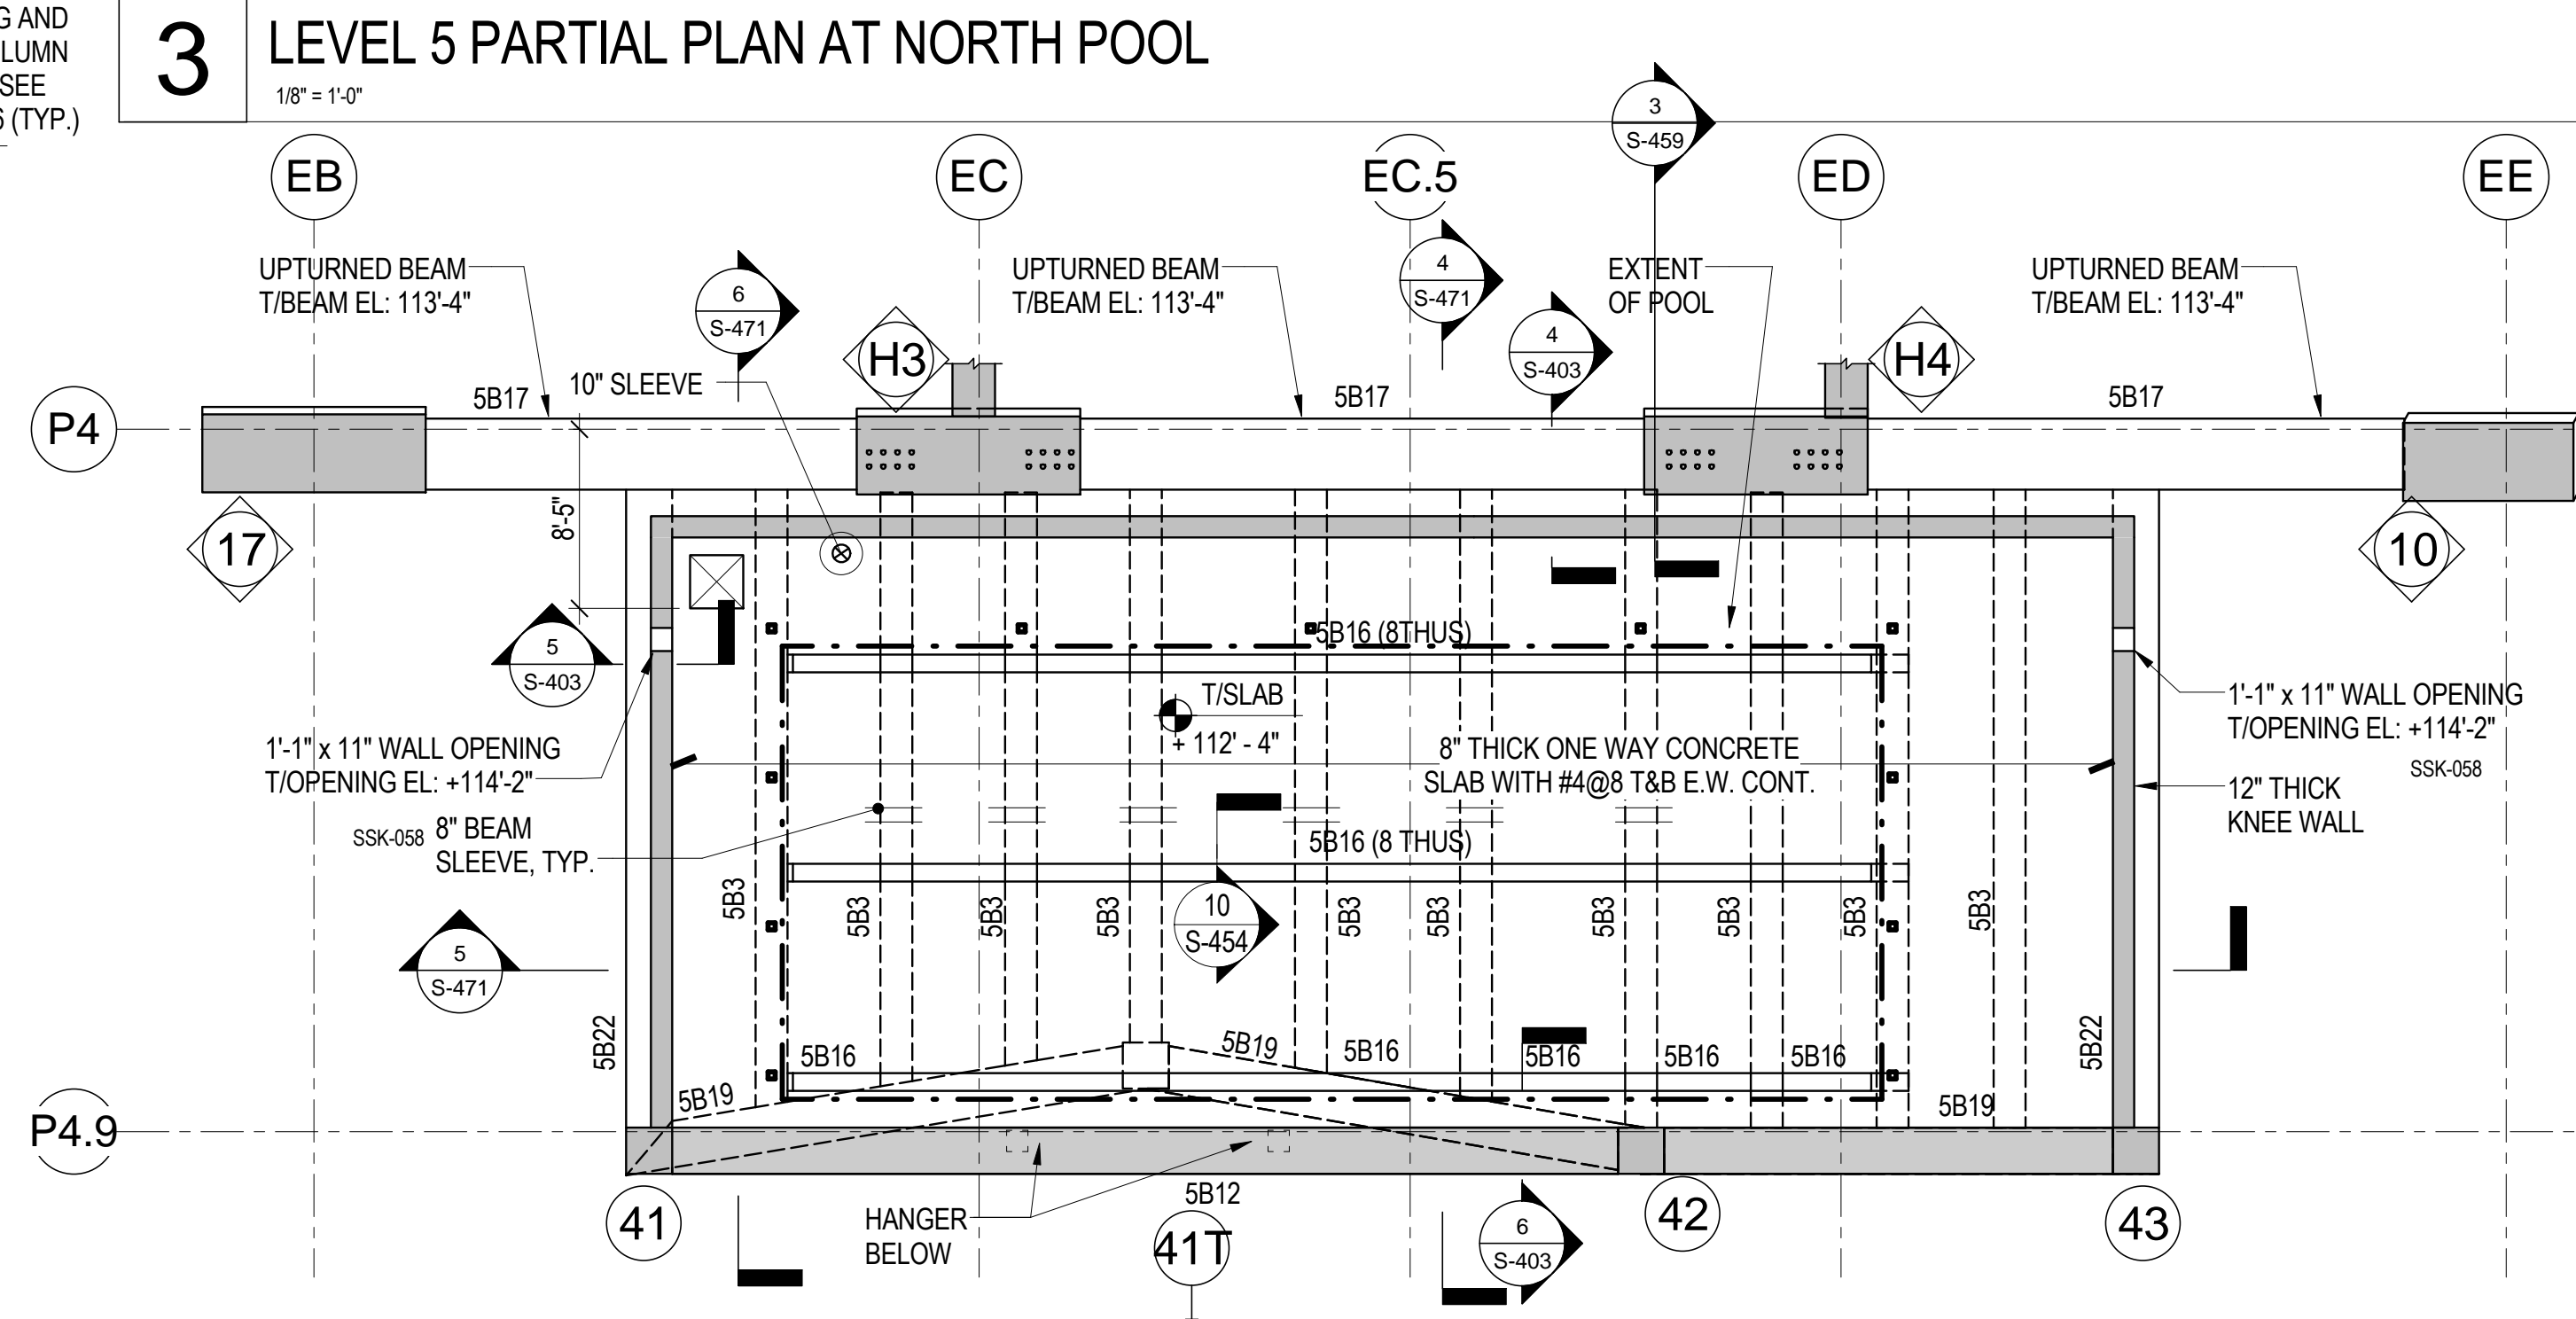 G AND
LUMN
SEE
6 (TYP.)
3
LEVEL 5 PARTIAL PLAN AT NORTH POOL
1/8" = 1'-0"
3
S-459
EB
EC
EC.5
ED
EE
UPTURNED BEAM
T/BEAM EL: 113'-4"
6
S-471
UPTURNED BEAM
T/BEAM EL: 113'-4"
4
S-471
4
S-403
EXTENT
OF POOL
UPTURNED BEAM
T/BEAM EL: 113'-4"
H3
H4
10" SLEEVE
5B17
5B17
5B17
P4
17
8'-5"
10
5
S-403
5B16 (8THUS)
T/SLAB
+ 112' - 4"
1'-1" x 11" WALL OPENING
T/OPENING EL: +114'-2"
SSK-058
8" BEAM
SLEEVE, TYP.
8" THICK ONE WAY CONCRETE
SLAB WITH #4@8 T&B E.W. CONT.
1'-1" x 11" WALL OPENING
T/OPENING EL: +114'-2"
SSK-058
12" THICK
KNEE WALL
5B16 (8 THUS)
5B3
5B3
5B3
5B3
10
S-454
5B3
5B3
5B3
5B3
5B3
5B3
5
S-471
5B22
5B22
5B16
5B19
5B16
5B16
5B16
5B16
5B19
5B19
P4.9
41
HANGER
BELOW
5B12
41T
6
S-403
42
43